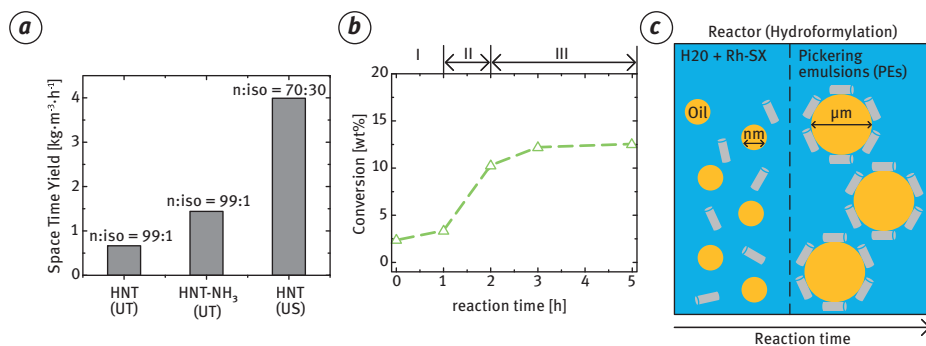 a
Space Time Yield [kg·m⁻³·h⁻¹]
4
3
2
1
0
n:iso = 99:1
n:iso = 99:1
n:iso = 70:30
HNT
(UT)
HNT-NH₃
(UT)
HNT
(US)
b
I
II
III
Conversion [wt%]
20
15
10
5
0
0
1
2
3
4
5
reaction time [h]
c
Reactor (Hydroformylation)
H20 + Rh-SX
Pickering
emulsions (PEs)
Oil
nm
µm
Reaction time